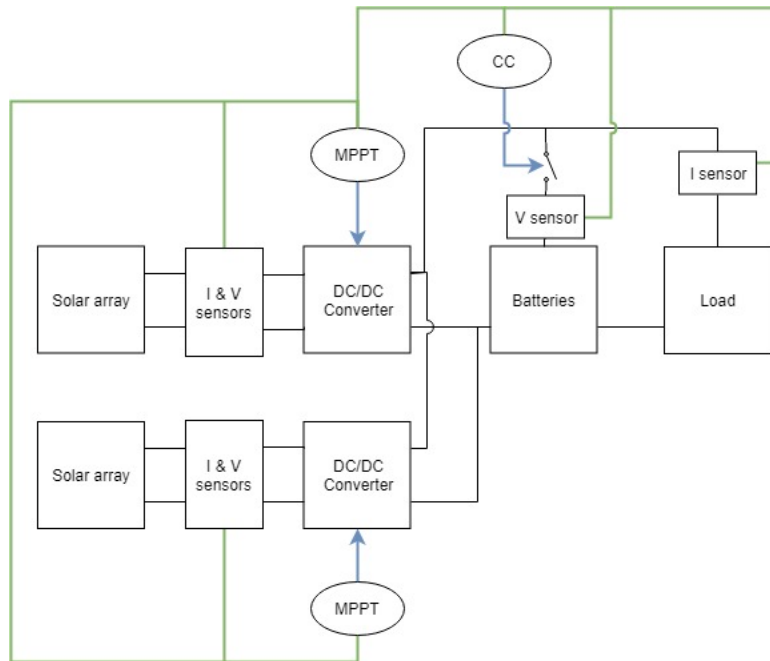 CC
MPPT
I sensor
V sensor
Solar array
I & V
sensors
DC/DC
Converter
Batteries
Load
Solar array
I & V
sensors
DC/DC
Converter
MPPT